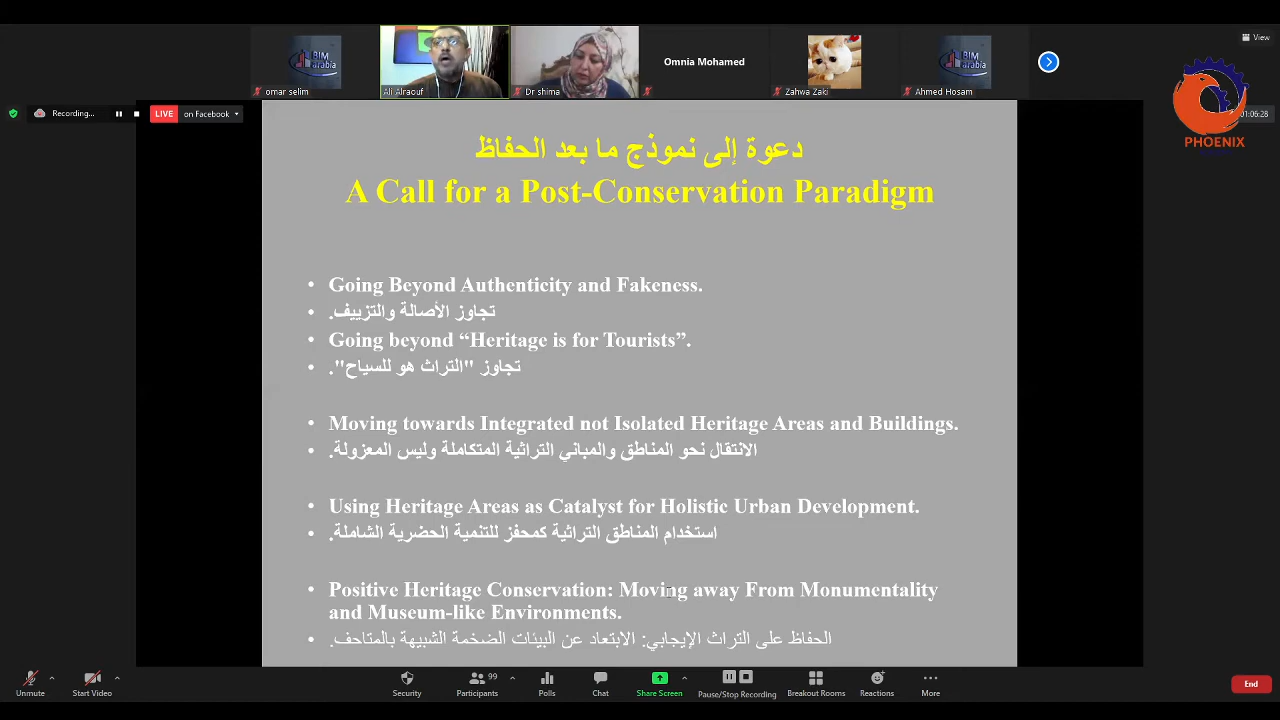 View
BIM arabia
omar selim
Ali Alraouf
Dr shima
Omnia Mohamed
Zahwa Zaki
BIM arabia
Ahmed Hosam
Recording...
LIVE
on Facebook
01:06:28
PHOENIX
دعوة إلى نموذج ما بعد الحفاظ
A Call for a Post-Conservation Paradigm
• Going Beyond Authenticity and Fakeness.
• تجاوز الأصالة والتزييف.
• Going beyond “Heritage is for Tourists”.
• تجاوز "التراث هو للسياح".
• Moving towards Integrated not Isolated Heritage Areas and Buildings.
• الانتقال نحو المناطق والمباني التراثية المتكاملة وليس المعزولة.
• Using Heritage Areas as Catalyst for Holistic Urban Development.
• استخدام المناطق التراثية كمحفز للتنمية الحضرية الشاملة.
• Positive Heritage Conservation: Moving away From Monumentality
and Museum-like Environments.
• الحفاظ على التراث الإيجابي: الابتعاد عن البيئات الضخمة الشبيهة بالمتاحف.
Unmute
Start Video
Security
Participants
99
Polls
Chat
Share Screen
Pause/Stop Recording
Breakout Rooms
Reactions
More
End